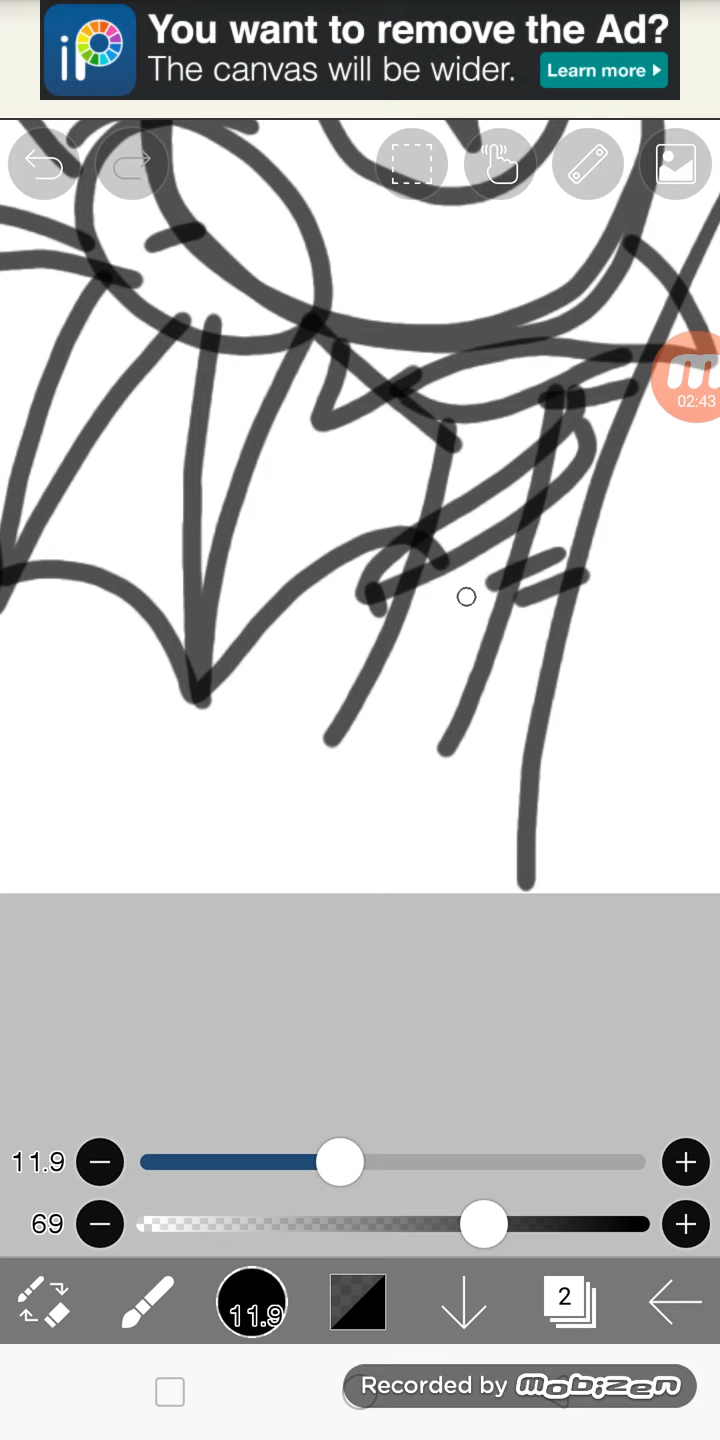 iP
You want to remove the Ad?
The canvas will be wider.
Learn more
m
02:43
11.9
69
11.9
2
Recorded by mobizen